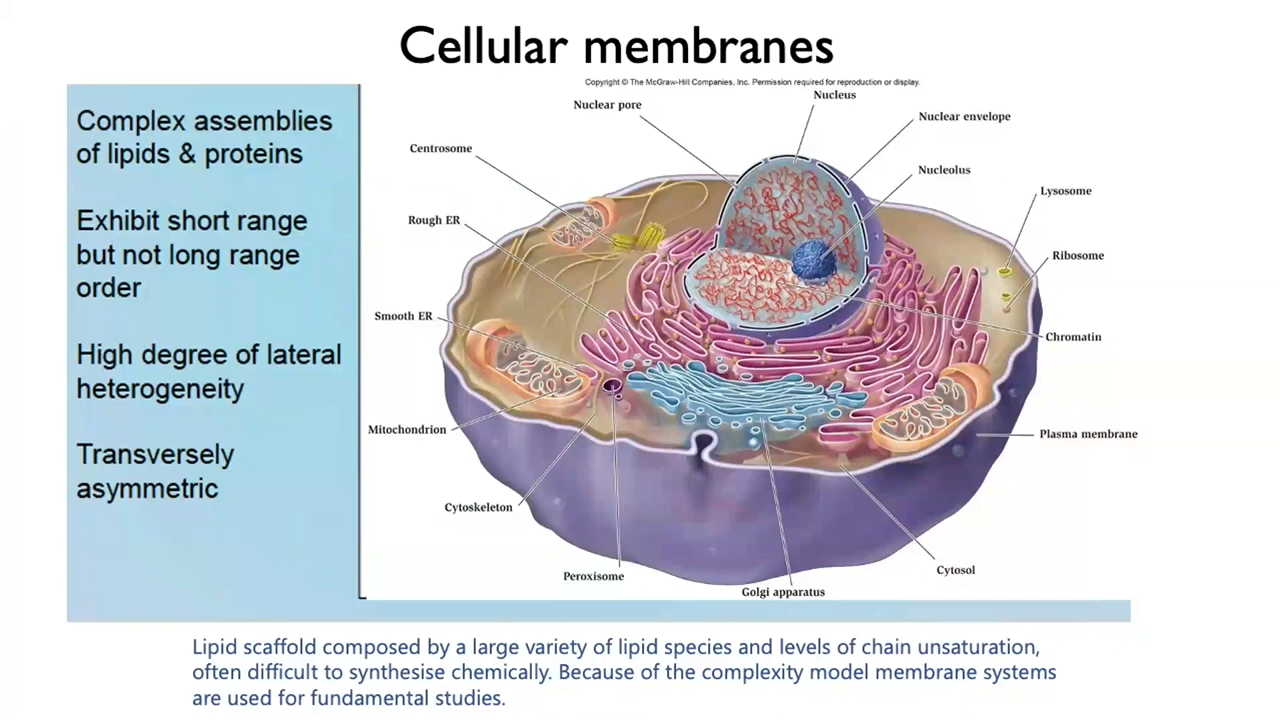 Cellular membranes
Copyright © The McGraw-Hill Companies, Inc. Permission required for reproduction or display.
Complex assemblies
of lipids & proteins
Exhibit short range
but not long range
order
High degree of lateral
heterogeneity
Transversely
asymmetric
Nucleus
Nuclear pore
Nuclear envelope
Centrosome
Nucleolus
Lysosome
Rough ER
Ribosome
Smooth ER
Chromatin
Mitochondrion
Plasma membrane
Cytoskeleton
Cytosol
Peroxisome
Golgi apparatus
Lipid scaffold composed by a large variety of lipid species and levels of chain unsaturation,
often difficult to synthesise chemically. Because of the complexity model membrane systems
are used for fundamental studies.